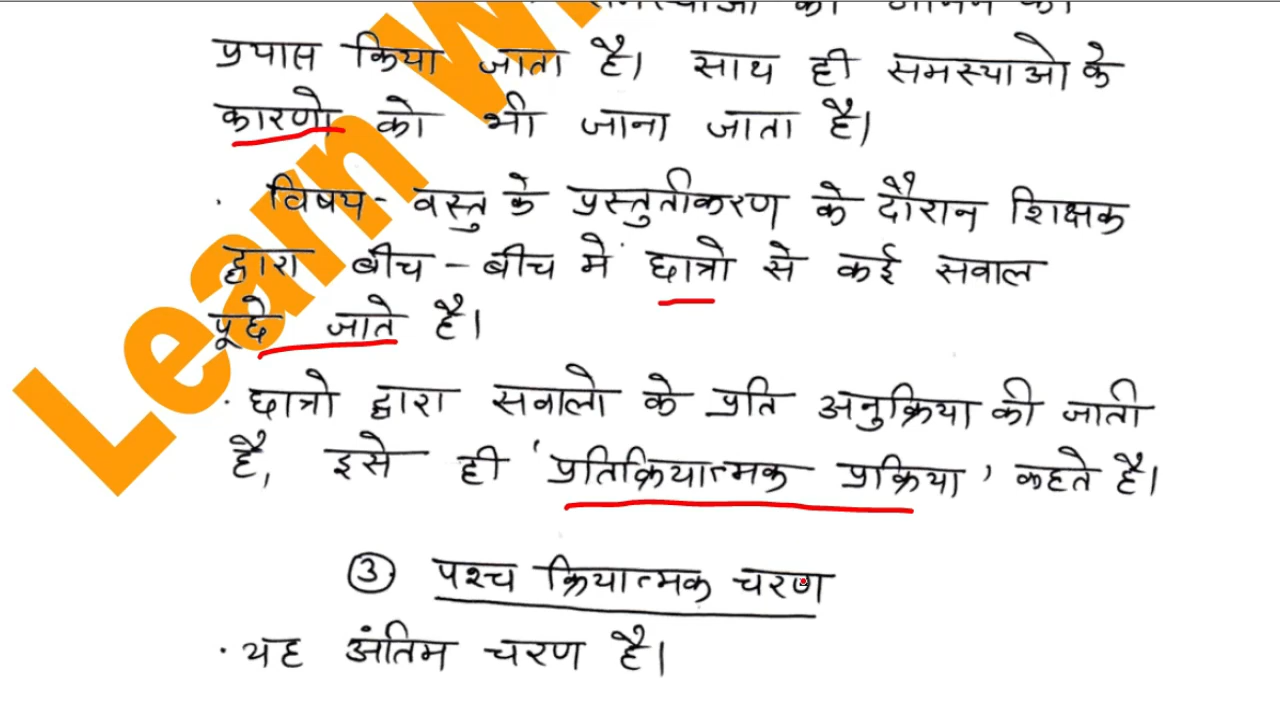 प्रयास किया जाता है। साथ ही समस्याओ के
कारणो को भी जाना जाता है।
· विषय - वस्तु के प्रस्तुतीकरण के दौरान शिक्षक
द्वारा बीच - बीच में छात्रो से कई सवाल
पूछे जाते है।
· छात्रो द्वारा सवालो के प्रति अनुक्रिया की जाती
है, इसे ही 'प्रतिक्रियात्मक प्रक्रिया' कहते है।
③ पश्च क्रियात्मक चरण
· यह अंतिम चरण है।
Learn